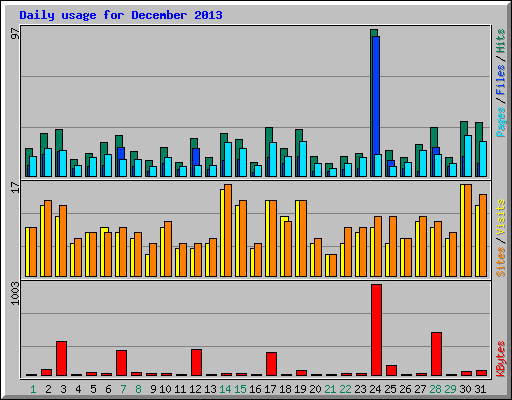 Daily usage for December 2013
97
Pages / Files / Hits
17
Sites / Visits
1003
KBytes
1 2 3 4 5 6 7 8 9 10 11 12 13 14 15 16 17 18 19 20 21 22 23 24 25 26 27 28 29 30 31